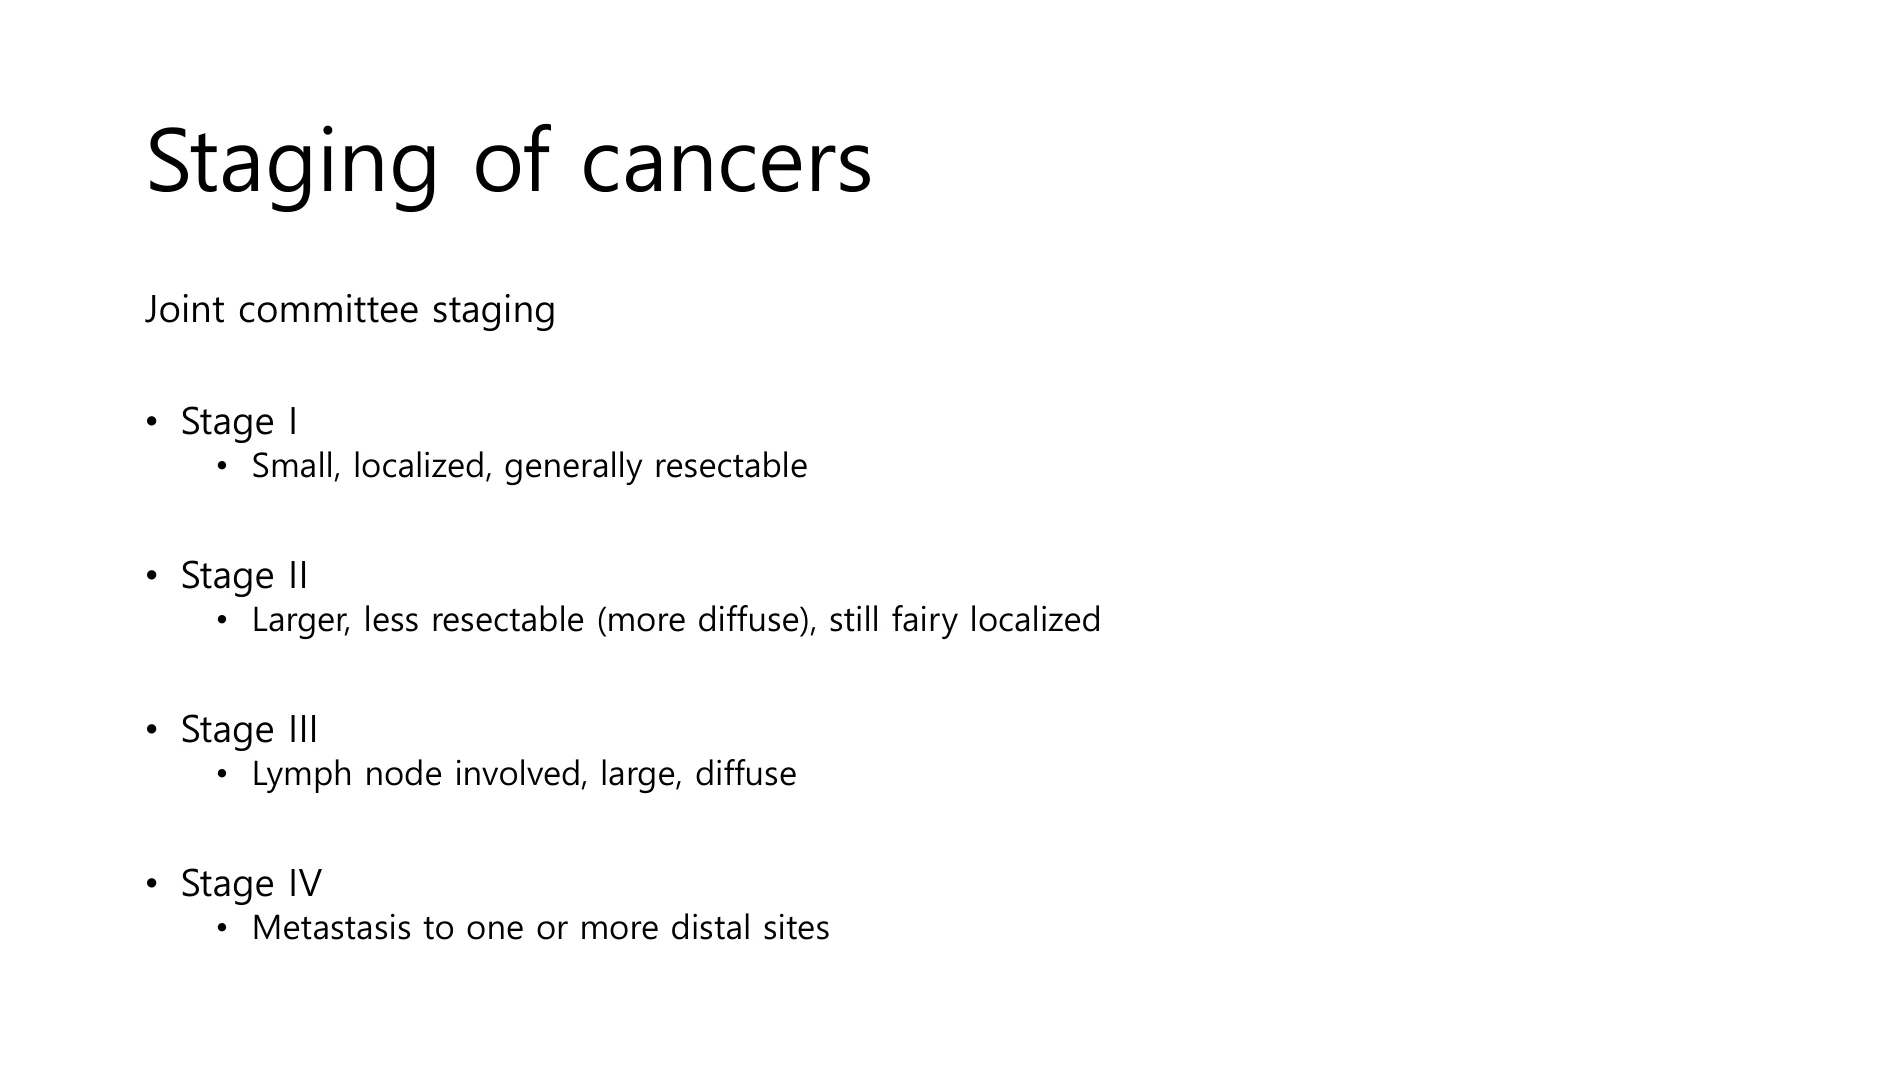 Staging of cancers
Joint committee staging
• Stage I
• Small, localized, generally resectable
• Stage II
• Larger, less resectable (more diffuse), still fairy localized
• Stage III
• Lymph node involved, large, diffuse
• Stage IV
• Metastasis to one or more distal sites